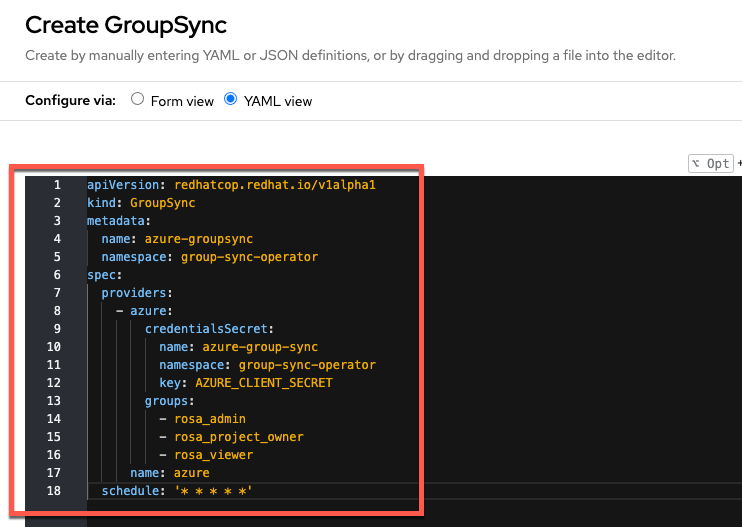 Create GroupSync
Create by manually entering YAML or JSON definitions, or by dragging and dropping a file into the editor.
Configure via: Form view YAML view
⌥ Opt +
1 apiVersion: redhatcop.redhat.io/v1alpha1
2 kind: GroupSync
3 metadata:
4   name: azure-groupsync
5   namespace: group-sync-operator
6 spec:
7   providers:
8     - azure:
9         credentialsSecret:
10           name: azure-group-sync
11           namespace: group-sync-operator
12           key: AZURE_CLIENT_SECRET
13         groups:
14           - rosa_admin
15           - rosa_project_owner
16           - rosa_viewer
17       name: azure
18   schedule: '* * * * *'